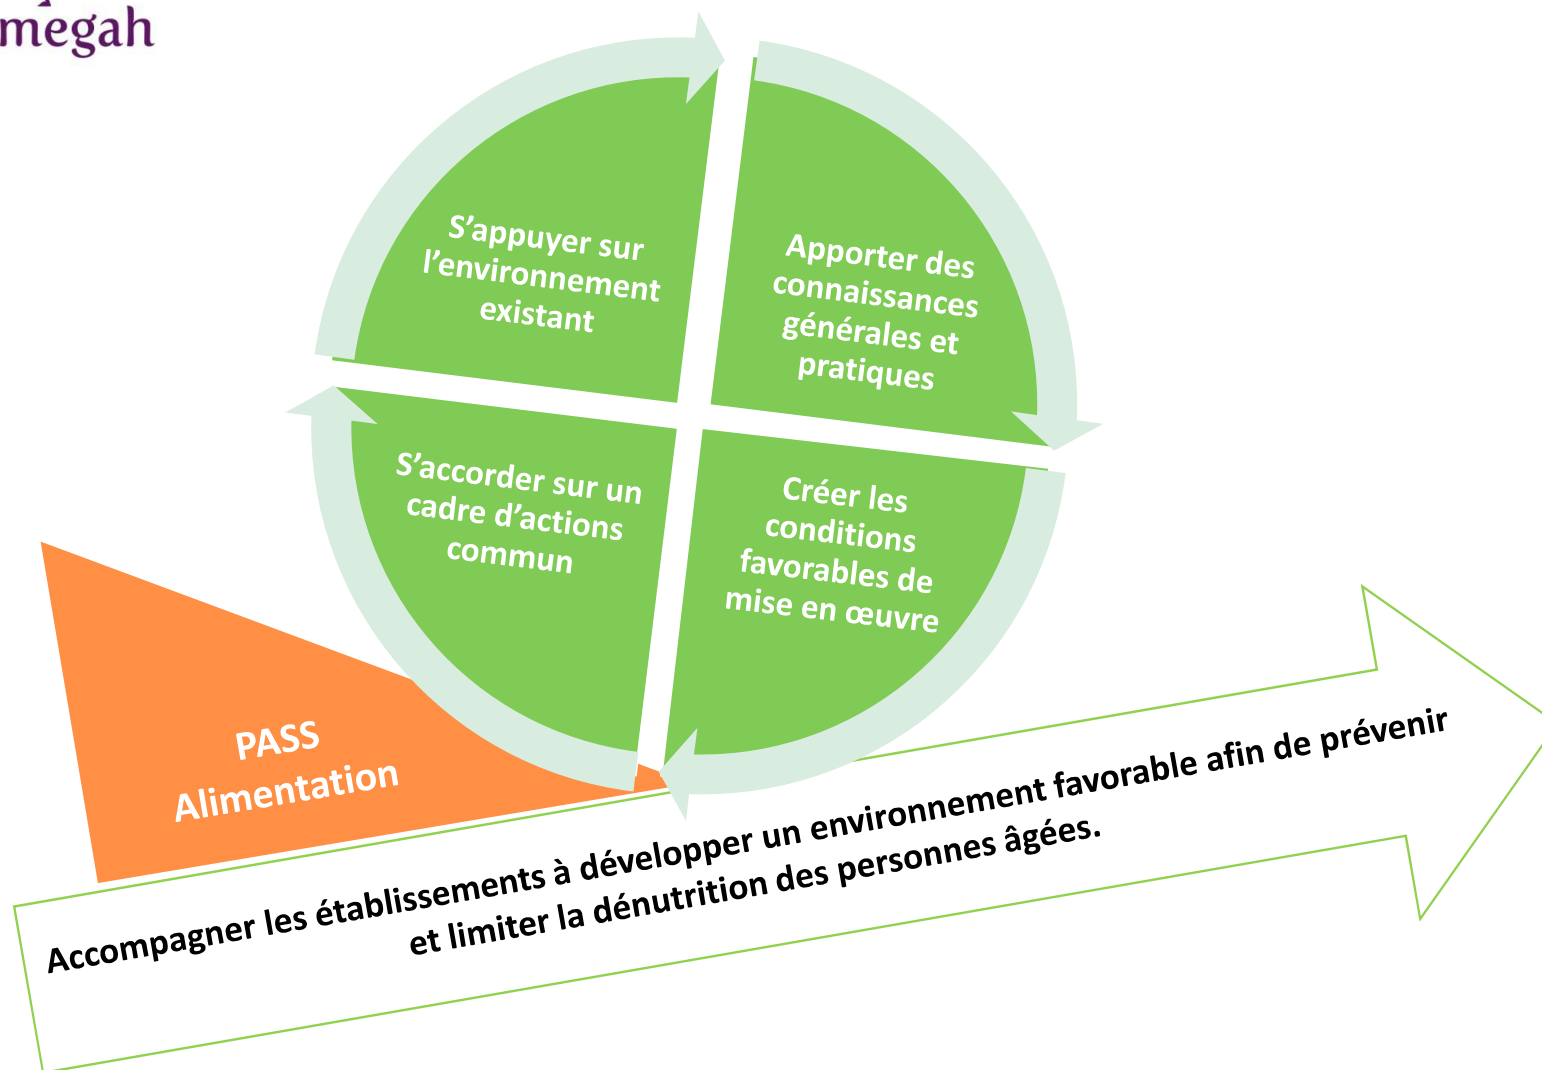 megah
S’appuyer sur
l’environnement
existant
Apporter des
connaissances
générales et
pratiques
S’accorder sur un
cadre d’actions
commun
Créer les
conditions
favorables de
mise en œuvre
PASS
Alimentation
Accompagner les établissements à développer un environnement favorable afin de prévenir
et limiter la dénutrition des personnes âgées.